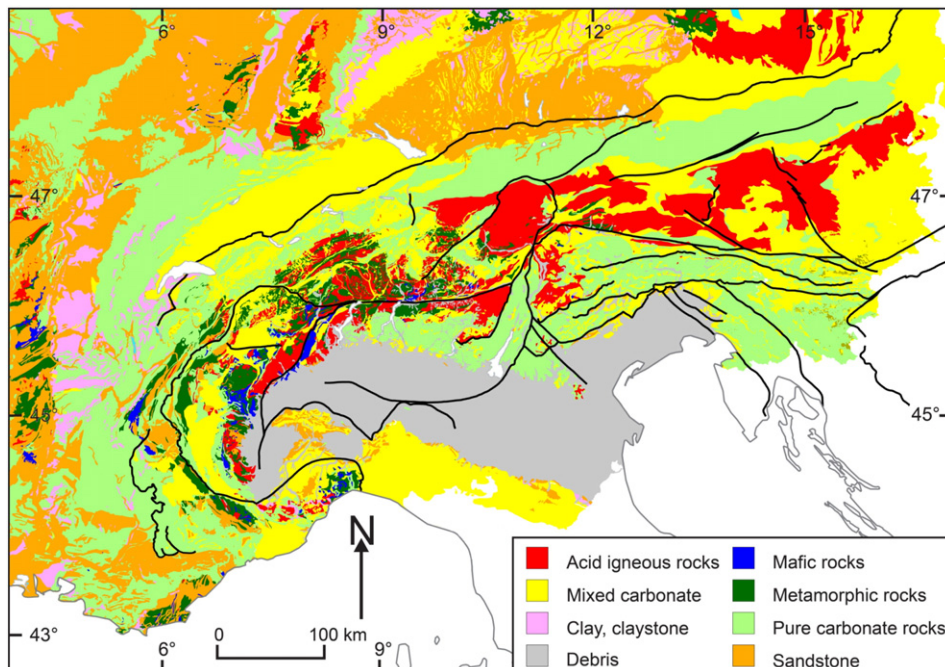 6° 9° 12° 15°
47° 47°
45° 45°
N
43°
0 100 km
6° 9°
Acid igneous rocks Mafic rocks
Mixed carbonate Metamorphic rocks
Clay, claystone Pure carbonate rocks
Debris Sandstone